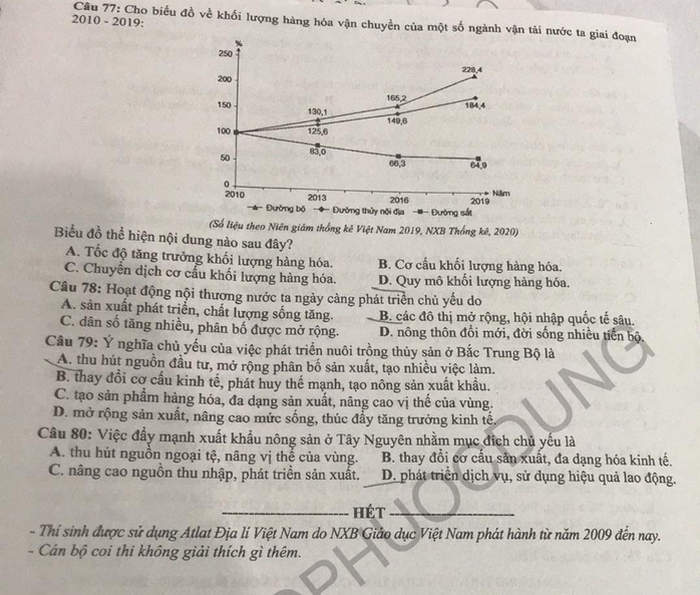 Câu 77: Cho biểu đồ về khối lượng hàng hóa vận chuyển của một số ngành vận tải nước ta giai đoạn
2010 - 2019:
%
250
200
150
100
50
0
228,4
165,2
184,4
130,1
149,6
125,6
83,0
66,3
64,9
2010 2013 2016 2019 Năm
Đường bộ Đường thủy nội địa Đường sắt
(Số liệu theo Niên giám thống kê Việt Nam 2019, NXB Thống kê, 2020)
Biểu đồ thể hiện nội dung nào sau đây?
A. Tốc độ tăng trưởng khối lượng hàng hóa. B. Cơ cấu khối lượng hàng hóa.
C. Chuyển dịch cơ cấu khối lượng hàng hóa. D. Quy mô khối lượng hàng hóa.
Câu 78: Hoạt động nội thương nước ta ngày càng phát triển chủ yếu do
A. sản xuất phát triển, chất lượng sống tăng. B. các đô thị mở rộng, hội nhập quốc tế sâu.
C. dân số tăng nhiều, phân bố được mở rộng. D. nông thôn đổi mới, đời sống nhiều tiến bộ.
Câu 79: Ý nghĩa chủ yếu của việc phát triển nuôi trồng thủy sản ở Bắc Trung Bộ là
A. thu hút nguồn đầu tư, mở rộng phân bố sản xuất, tạo nhiều việc làm.
B. thay đổi cơ cấu kinh tế, phát huy thế mạnh, tạo nông sản xuất khẩu.
C. tạo sản phẩm hàng hóa, đa dạng sản xuất, nâng cao vị thế của vùng.
D. mở rộng sản xuất, nâng cao mức sống, thúc đẩy tăng trưởng kinh tế.
Câu 80: Việc đẩy mạnh xuất khẩu nông sản ở Tây Nguyên nhằm mục đích chủ yếu là
A. thu hút nguồn ngoại tệ, nâng vị thế của vùng. B. thay đổi cơ cấu sản xuất, đa dạng hóa kinh tế.
C. nâng cao nguồn thu nhập, phát triển sản xuất. D. phát triển dịch vụ, sử dụng hiệu quả lao động.
HẾT
- Thí sinh được sử dụng Atlat Địa lí Việt Nam do NXB Giáo dục Việt Nam phát hành từ năm 2009 đến nay.
- Cán bộ coi thi không giải thích gì thêm.